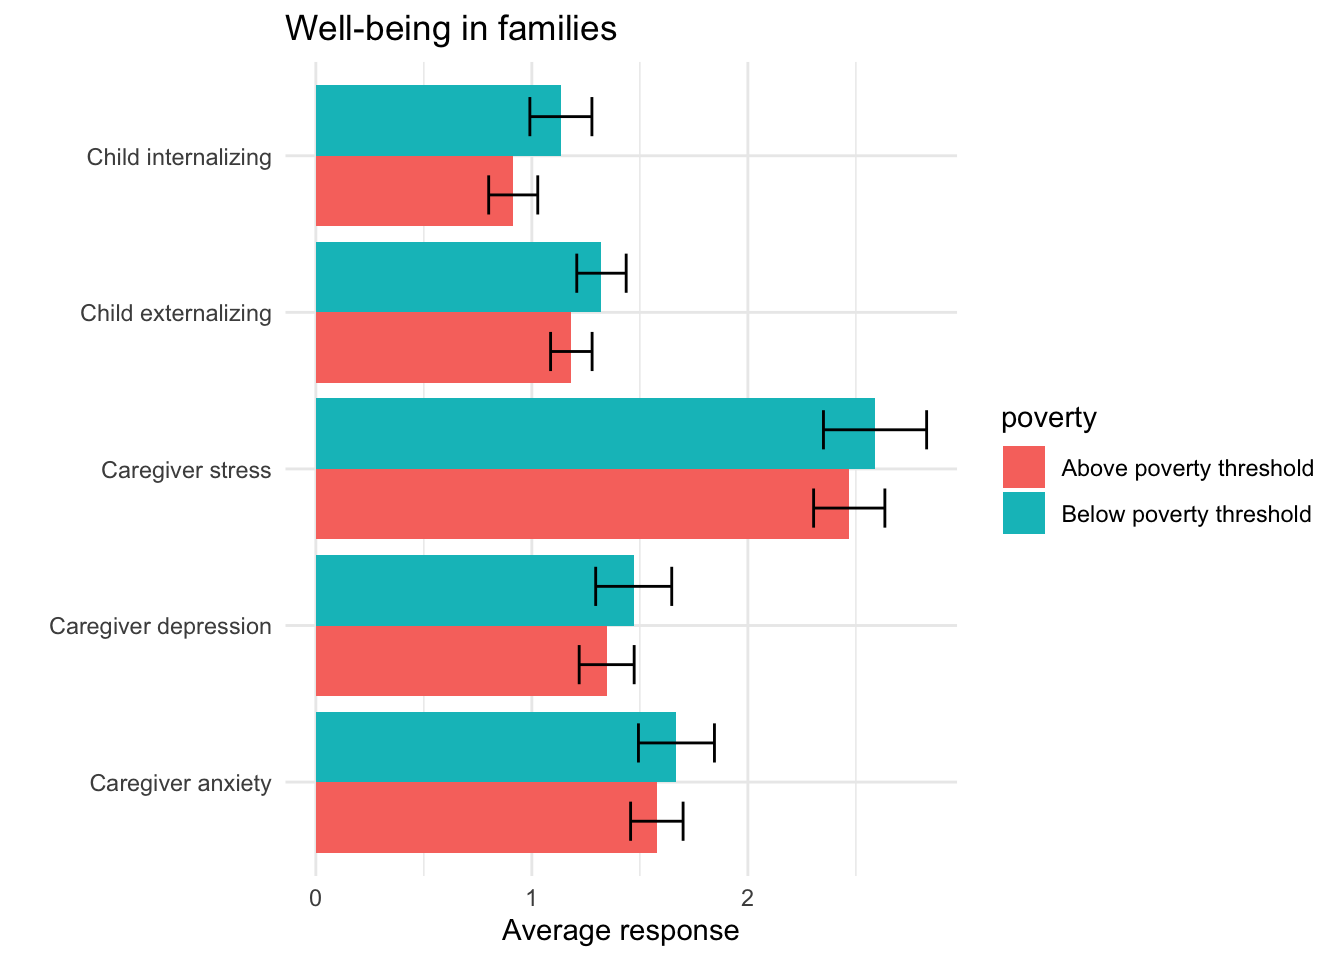 Well-being in families
Child internalizing
Child externalizing
Caregiver stress
Caregiver depression
Caregiver anxiety
0 1 2
Average response
poverty
Above poverty threshold
Below poverty threshold